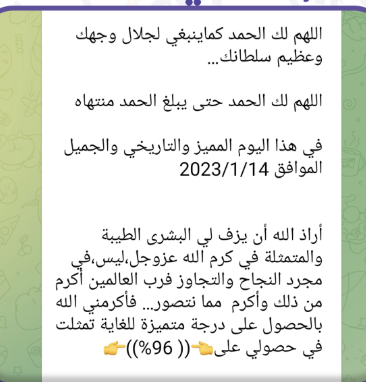 اللهم لك الحمد كماينبغي لجلال وجهك
وعظيم سلطانك...
اللهم لك الحمد حتى يبلغ الحمد منتهاه
في هذا اليوم المميز والتاريخي والجميل
الموافق 2023/1/14
أراذ الله أن يزف لي البشرى الطيبة
والمتمثلة في كرم الله عزوجل،ليس،في
مجرد النجاح والتجاوز فرب العالمين أكرم
من ذلك وأكرم مما نتصور... فأكرمني الله
بالحصول على درجة متميزة للغاية تمثلت
في حصولي على👈(( 96%))👉